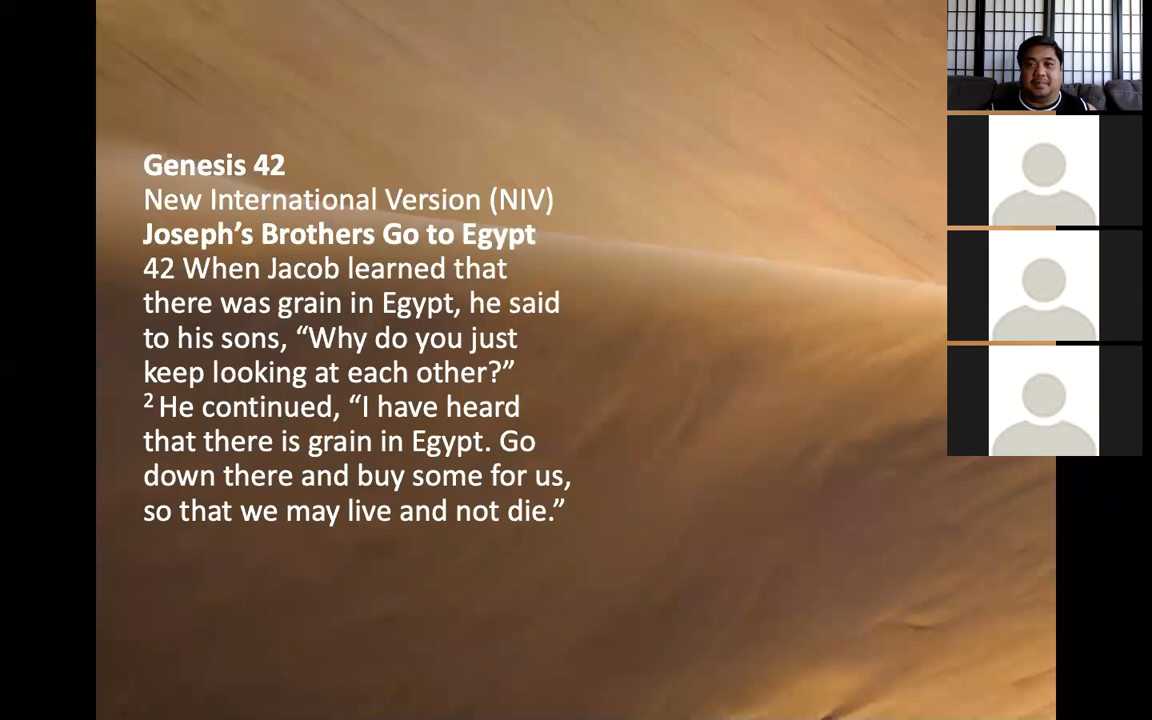 Genesis 42
New International Version (NIV)
Joseph’s Brothers Go to Egypt
42 When Jacob learned that
there was grain in Egypt, he said
to his sons, “Why do you just
keep looking at each other?”
2 He continued, “I have heard
that there is grain in Egypt. Go
down there and buy some for us,
so that we may live and not die.”